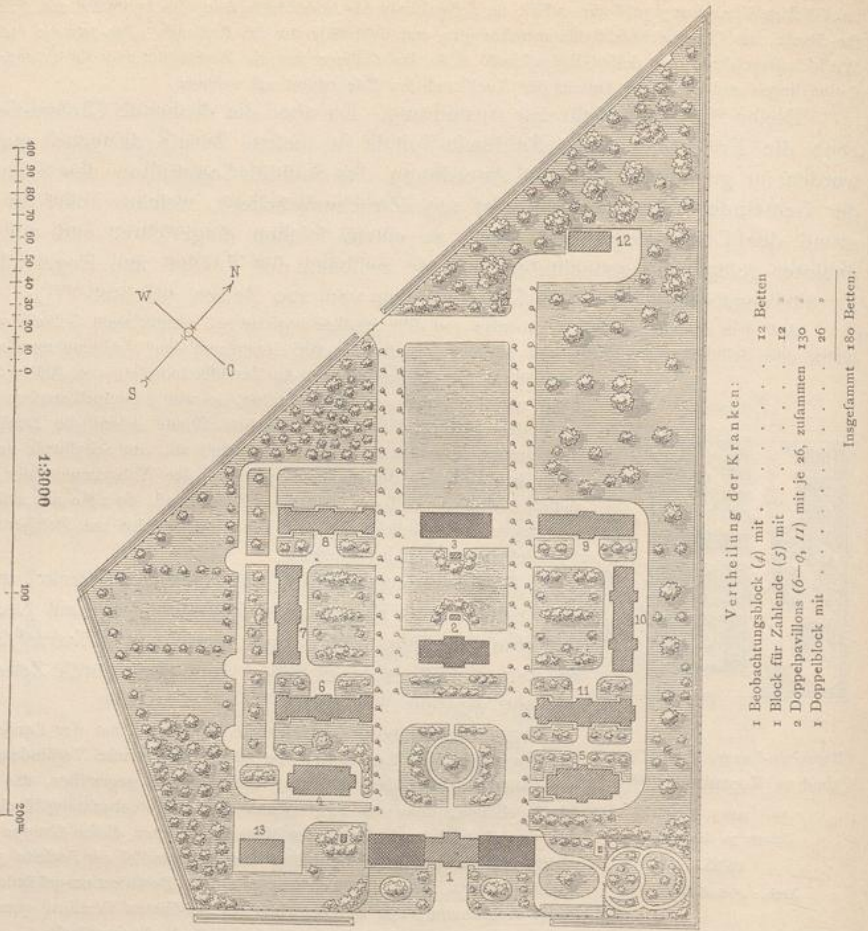 Vertheilung der Kranken:
1 Beobachtungsblock (4) mit . . . . . . . 12 Betten
1 Block für Zahlende (5) mit . . . . . . 12 „
2 Doppelpavillons (6–9, 11) mit je 26, zusammen 130 „
1 Doppelblock mit . . . . . . . . . . . 26 „
Insgesammt 180 Betten.
N
W
O
S
12
3
8
9
2
7
10
6
11
4
5
13
1
100 90 80 70 60 50 40 30 20 10 0
100
200m
1:3000